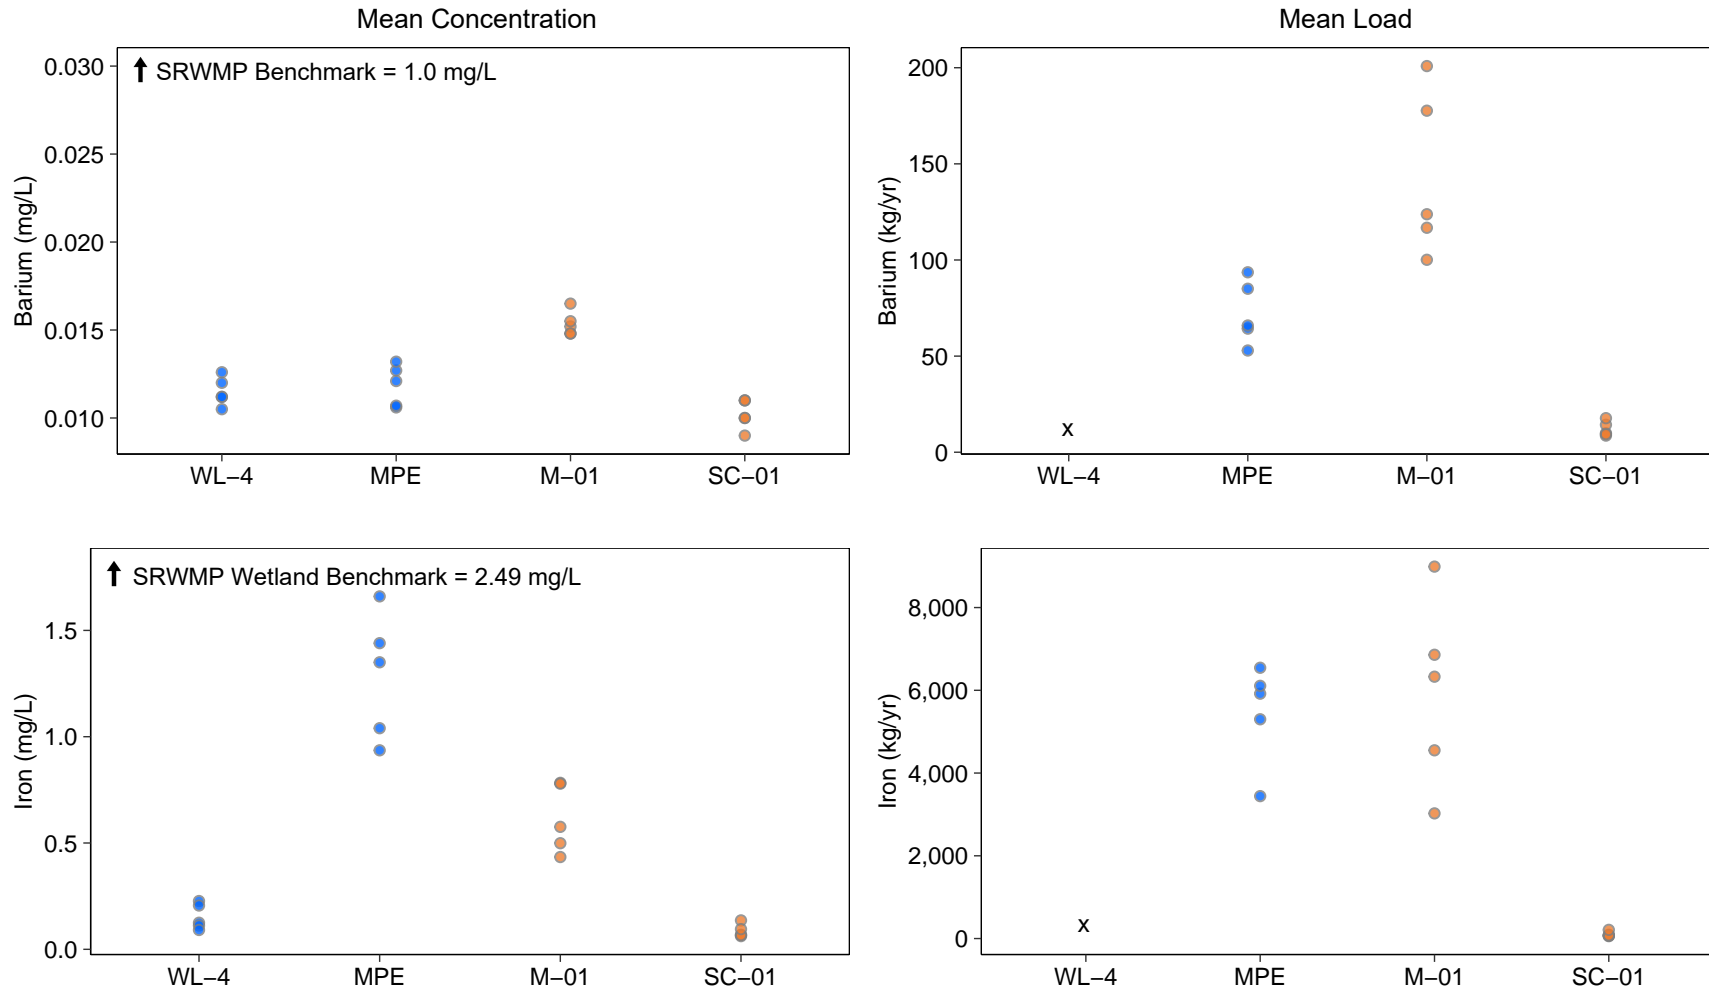 Mean Concentration
Mean Load
Barium (mg/L)
0.030
0.025
0.020
0.015
0.010
↑ SRWMP Benchmark = 1.0 mg/L
WL−4 MPE M−01 SC−01
Barium (kg/yr)
200
150
100
50
0
x
WL−4 MPE M−01 SC−01
Iron (mg/L)
1.5
1.0
0.5
0.0
↑ SRWMP Wetland Benchmark = 2.49 mg/L
WL−4 MPE M−01 SC−01
Iron (kg/yr)
8,000
6,000
4,000
2,000
0
x
WL−4 MPE M−01 SC−01